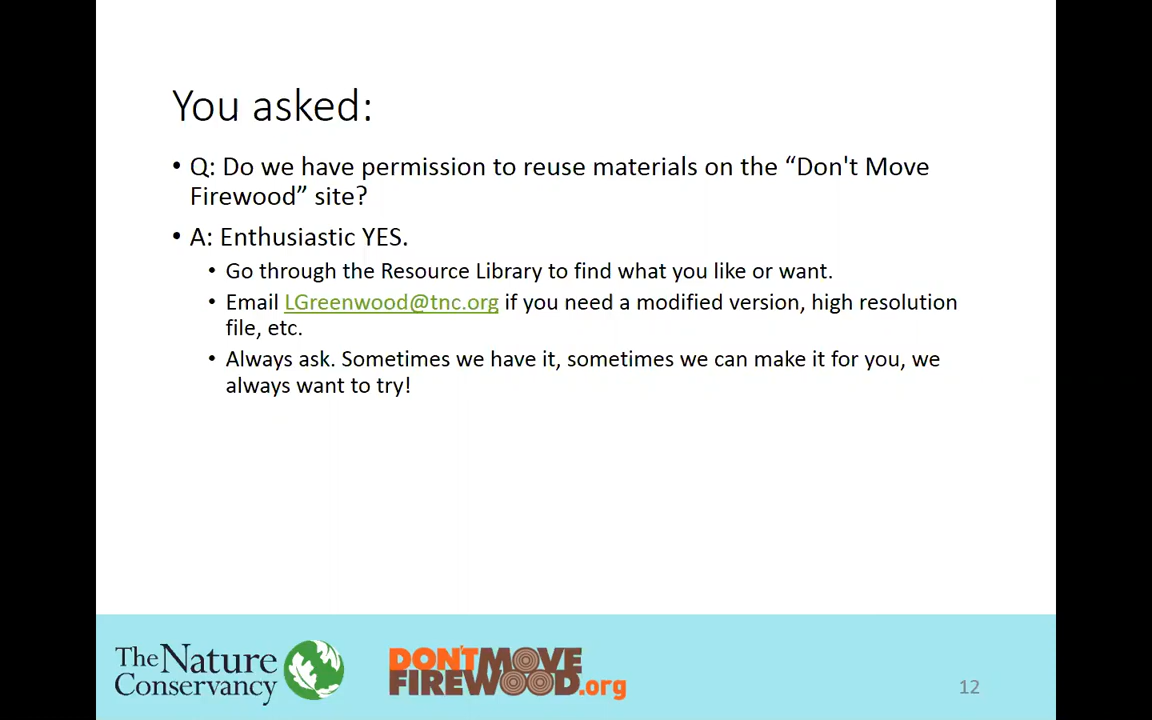 You asked:
• Q: Do we have permission to reuse materials on the “Don't Move
Firewood” site?
• A: Enthusiastic YES.
• Go through the Resource Library to find what you like or want.
• Email LGreenwood@tnc.org if you need a modified version, high resolution
file, etc.
• Always ask. Sometimes we have it, sometimes we can make it for you, we
always want to try!
The Nature
Conservancy
DON'T MOVE
FIREWOOD.org
12